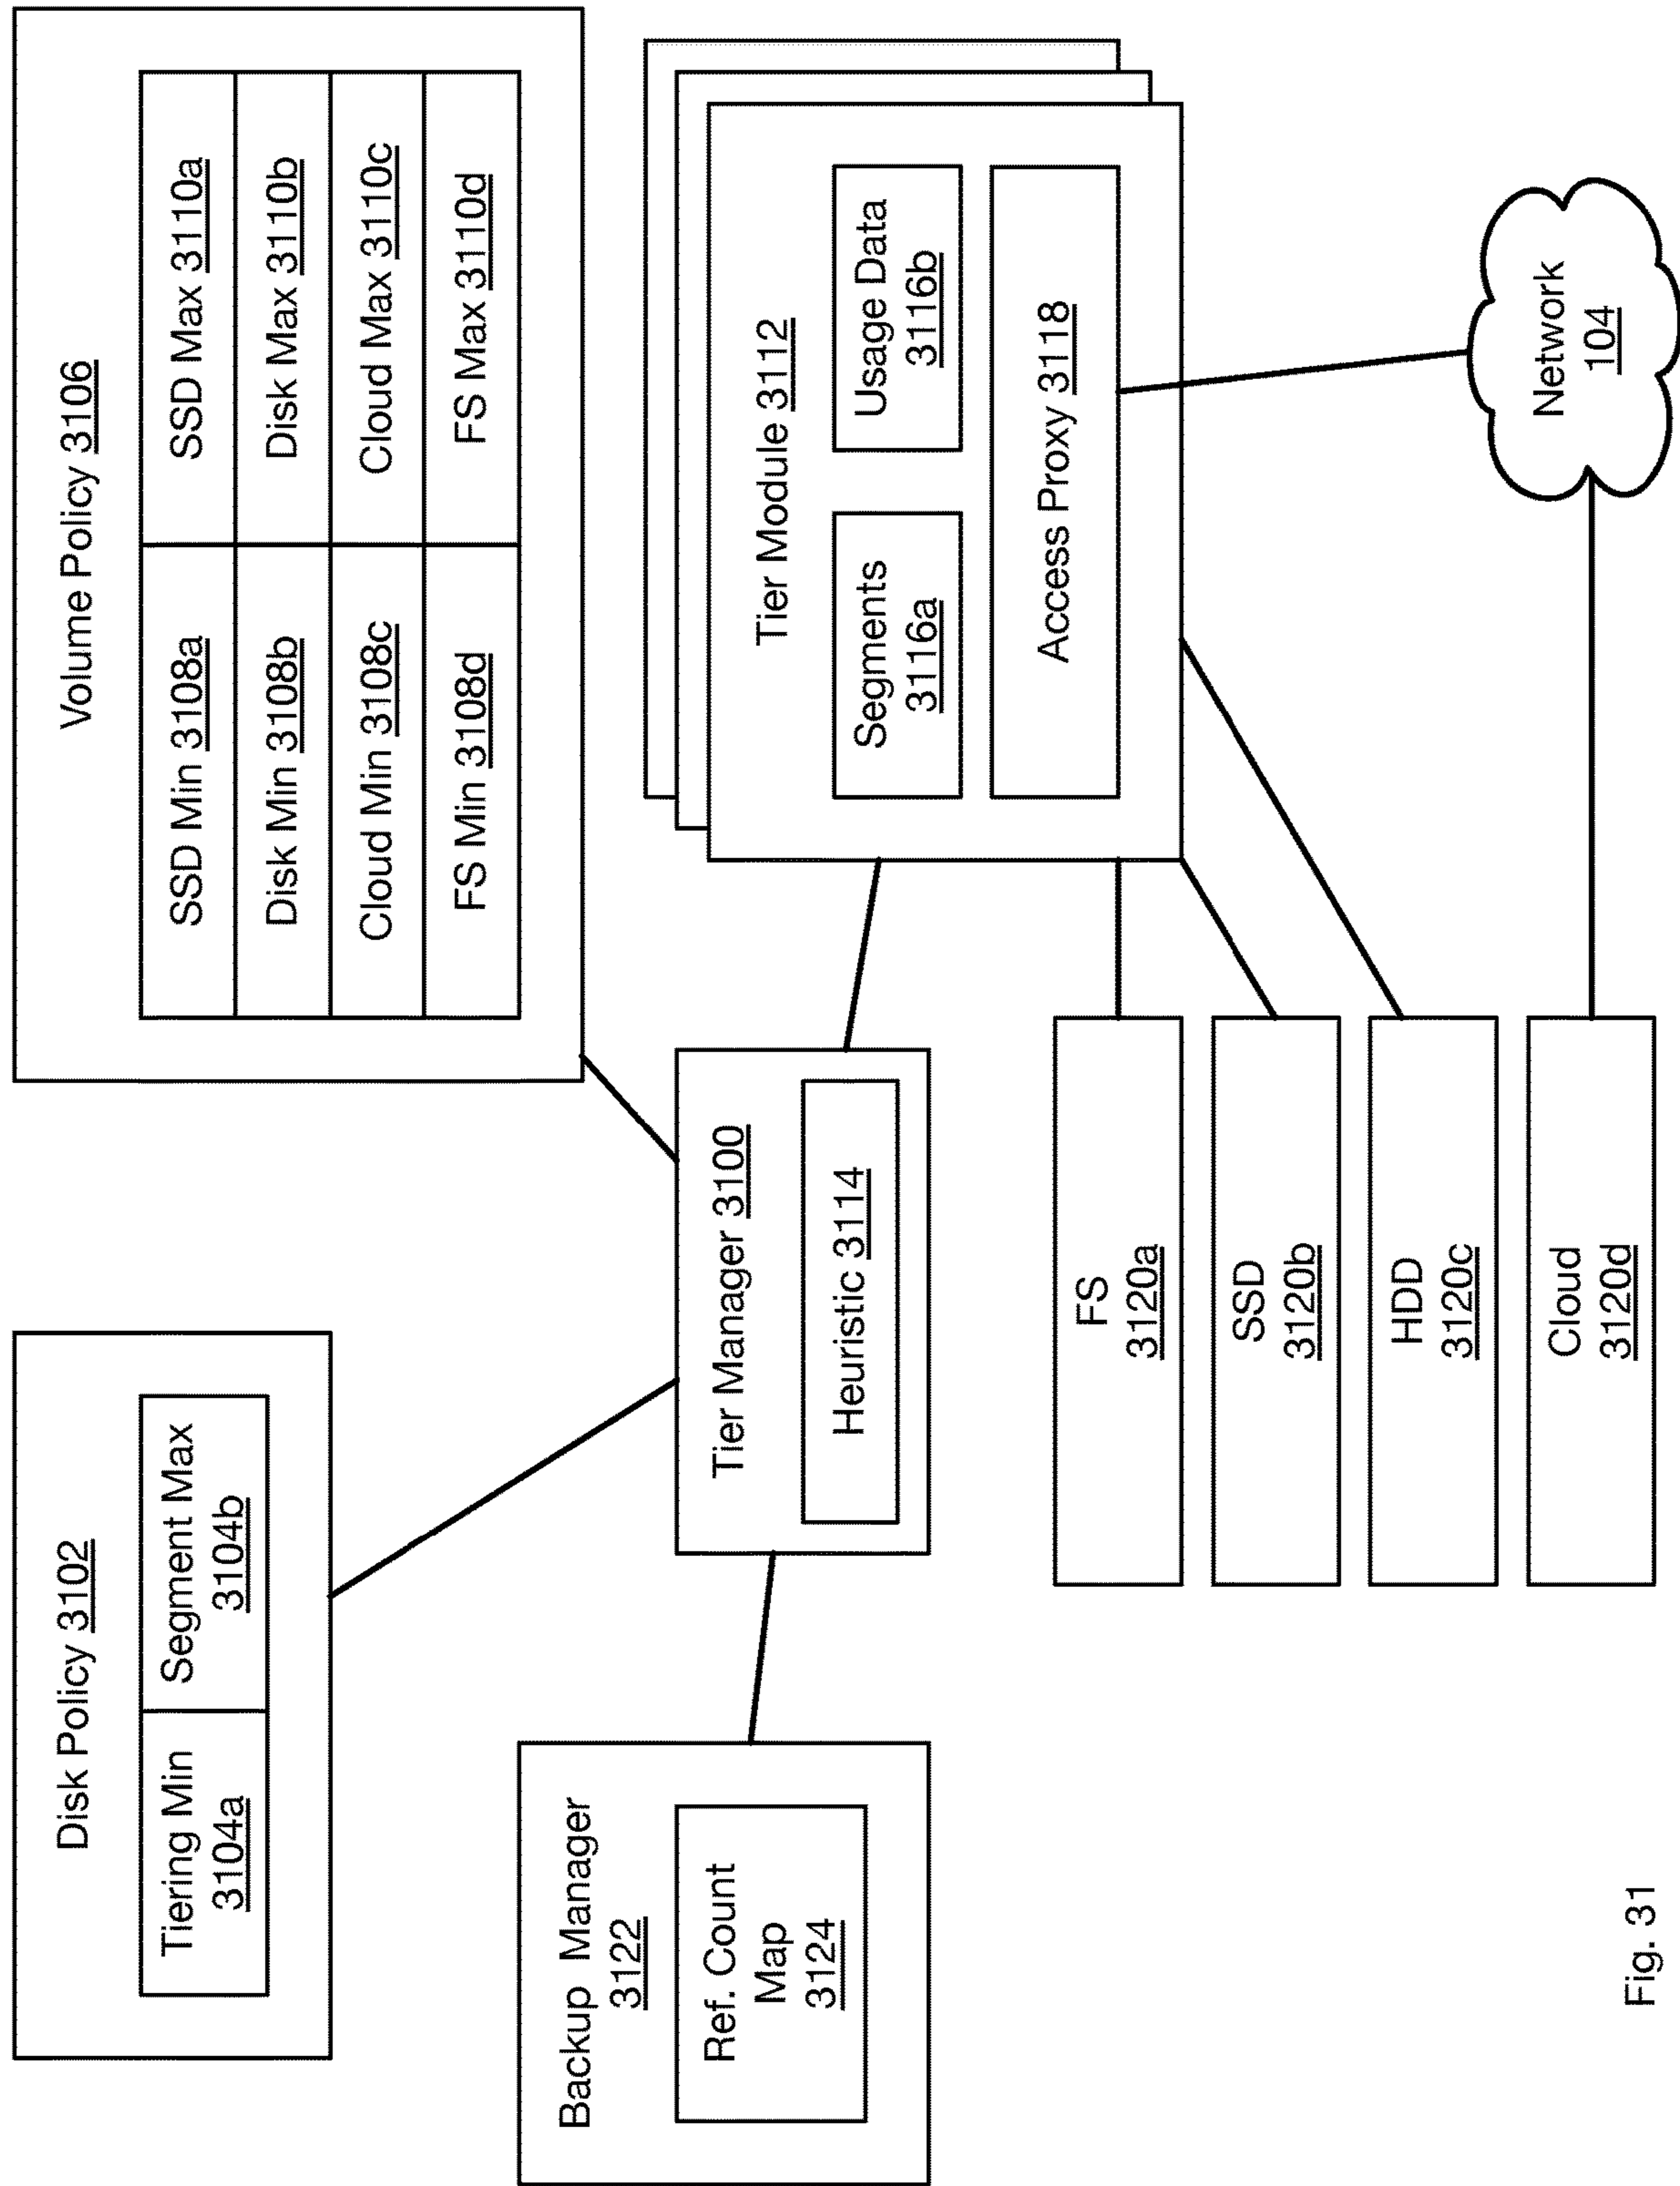 Disk Policy 3102
Tiering Min
3104a
Segment Max
3104b
Volume Policy 3106
SSD Min 3108a
SSD Max 3110a
Disk Min 3108b
Disk Max 3110b
Cloud Min 3108c
Cloud Max 3110c
FS Min 3108d
FS Max 3110d
Backup Manager
3122
Ref. Count
Map
3124
Tier Manager 3100
Heuristic 3114
Tier Module 3112
Segments
3116a
Usage Data
3116b
Access Proxy 3118
FS
3120a
SSD
3120b
HDD
3120c
Cloud
3120d
Network
104
Fig. 31